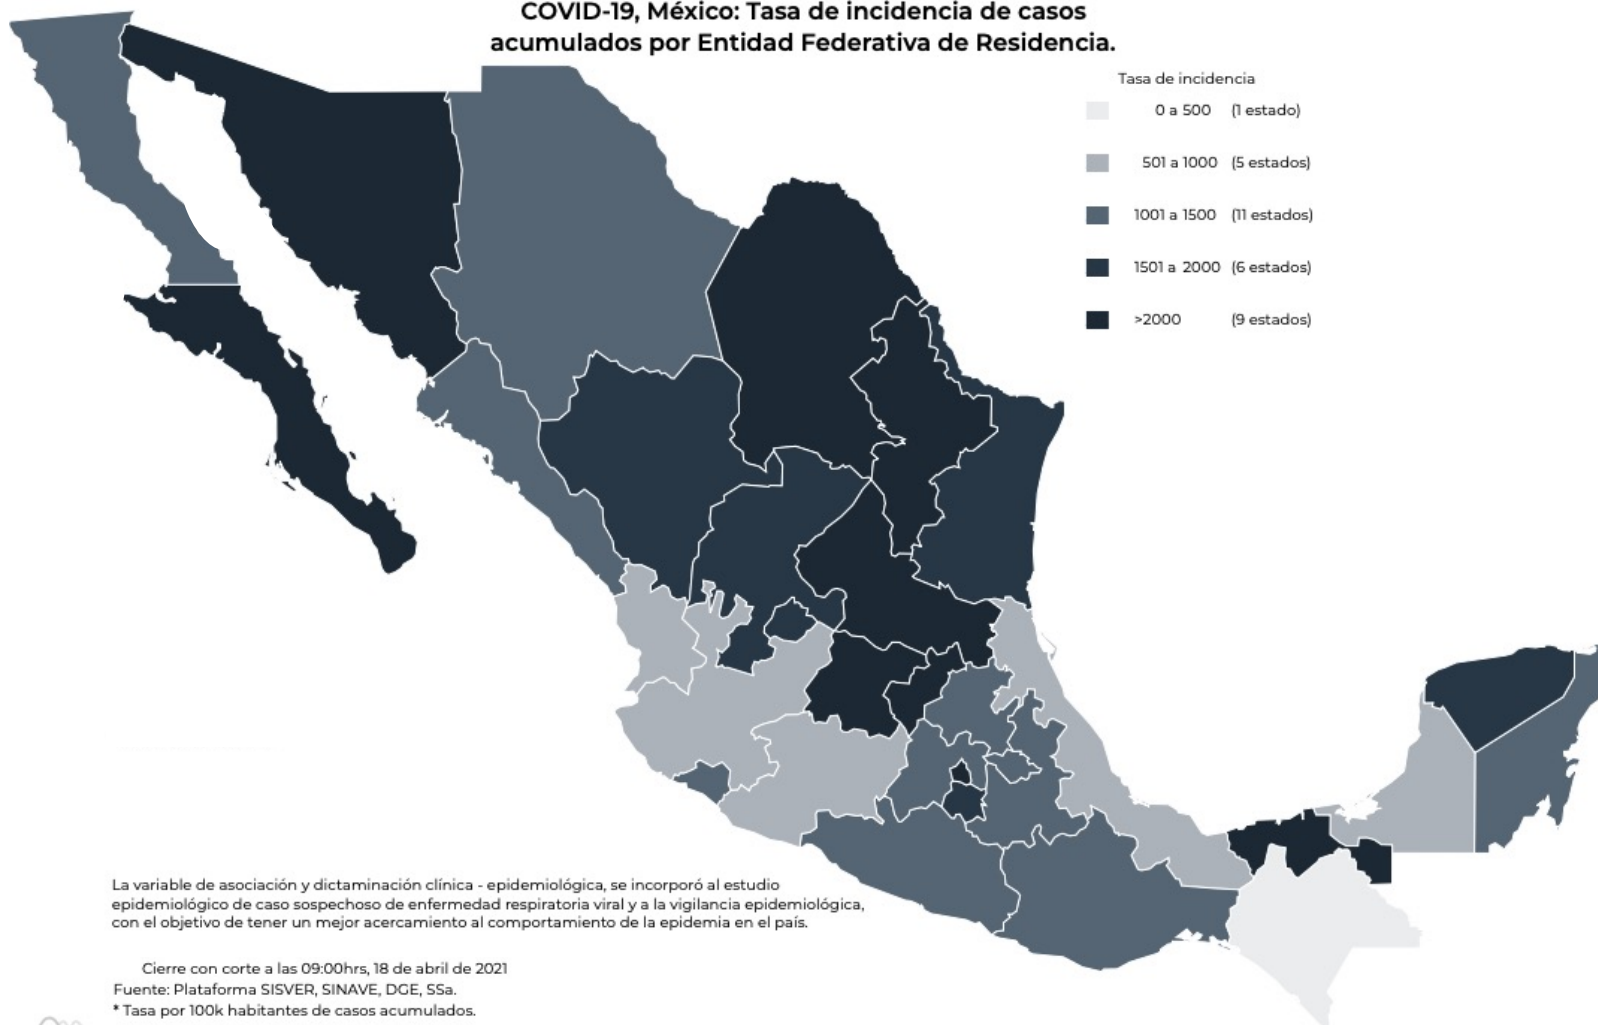 COVID-19, México: Tasa de incidencia de casos
acumulados por Entidad Federativa de Residencia.
Tasa de incidencia
0 a 500 (1 estado)
501 a 1000 (5 estados)
1001 a 1500 (11 estados)
1501 a 2000 (6 estados)
>2000 (9 estados)
La variable de asociación y dictaminación clínica - epidemiológica, se incorporó al estudio
epidemiológico de caso sospechoso de enfermedad respiratoria viral y a la vigilancia epidemiológica,
con el objetivo de tener un mejor acercamiento al comportamiento de la epidemia en el país.
Cierre con corte a las 09:00hrs, 18 de abril de 2021
Fuente: Plataforma SISVER, SINAVE, DGE, SSa.
* Tasa por 100k habitantes de casos acumulados.